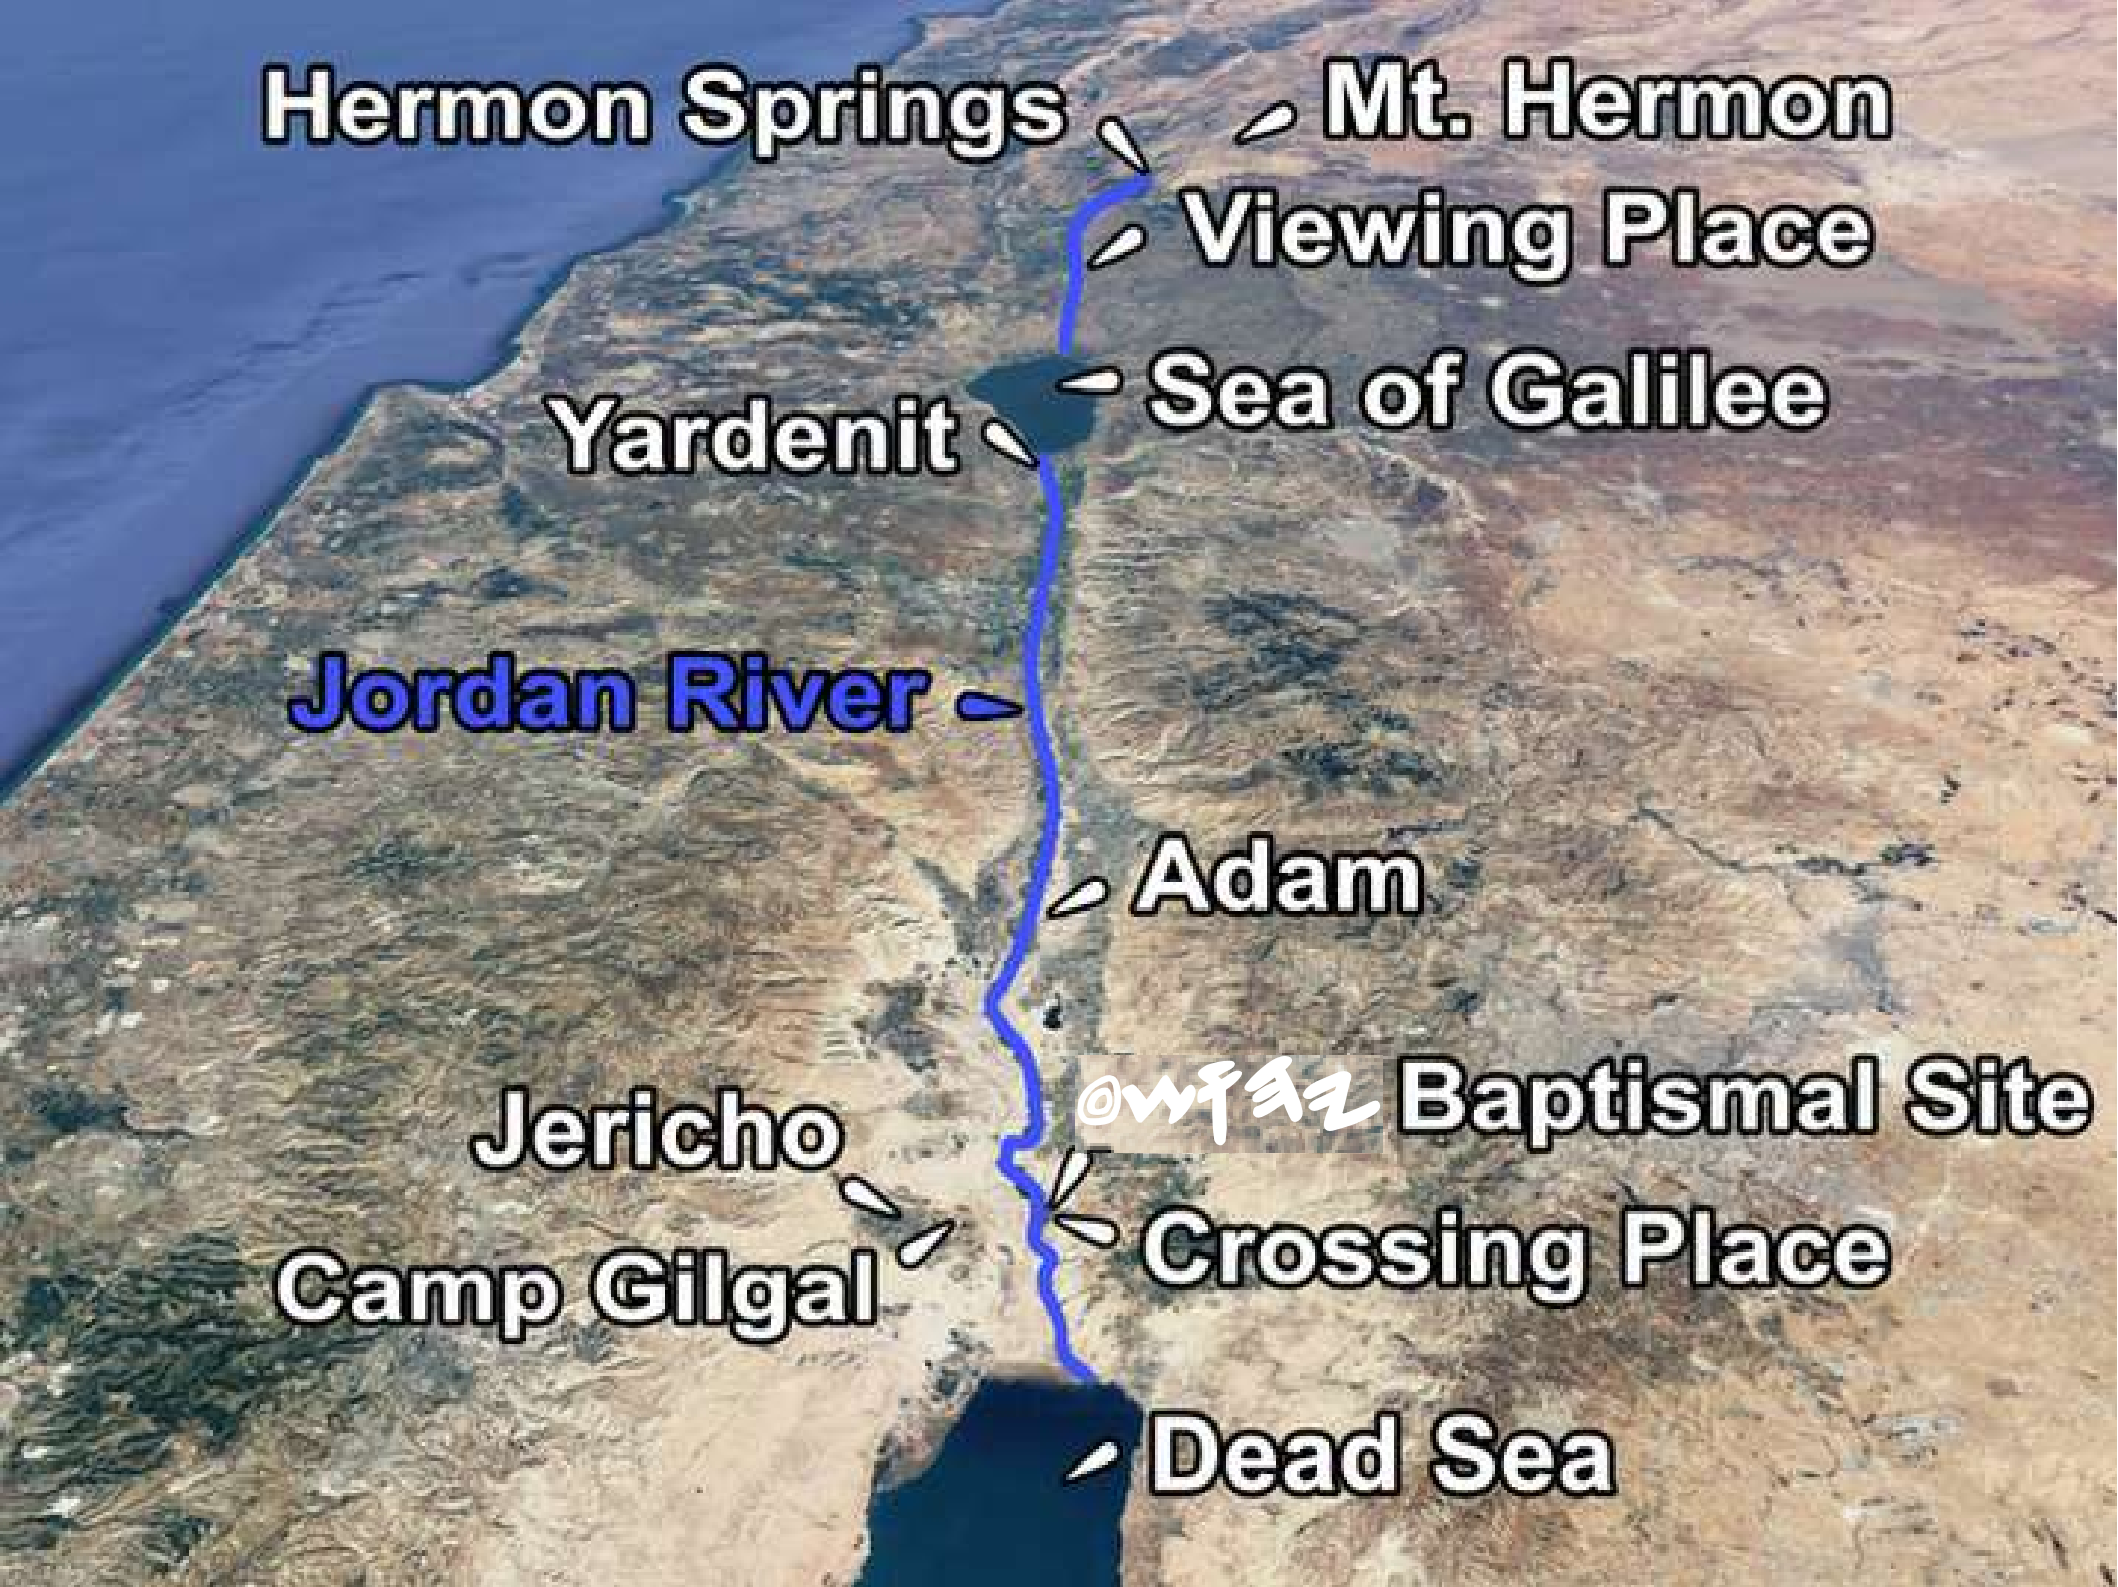 Hermon Springs
Mt. Hermon
Viewing Place
Sea of Galilee
Yardenit
Jordan River
Adam
𐤉𐤄𐤅𐤔𐤏 Baptismal Site
Jericho
Crossing Place
Camp Gilgal
Dead Sea